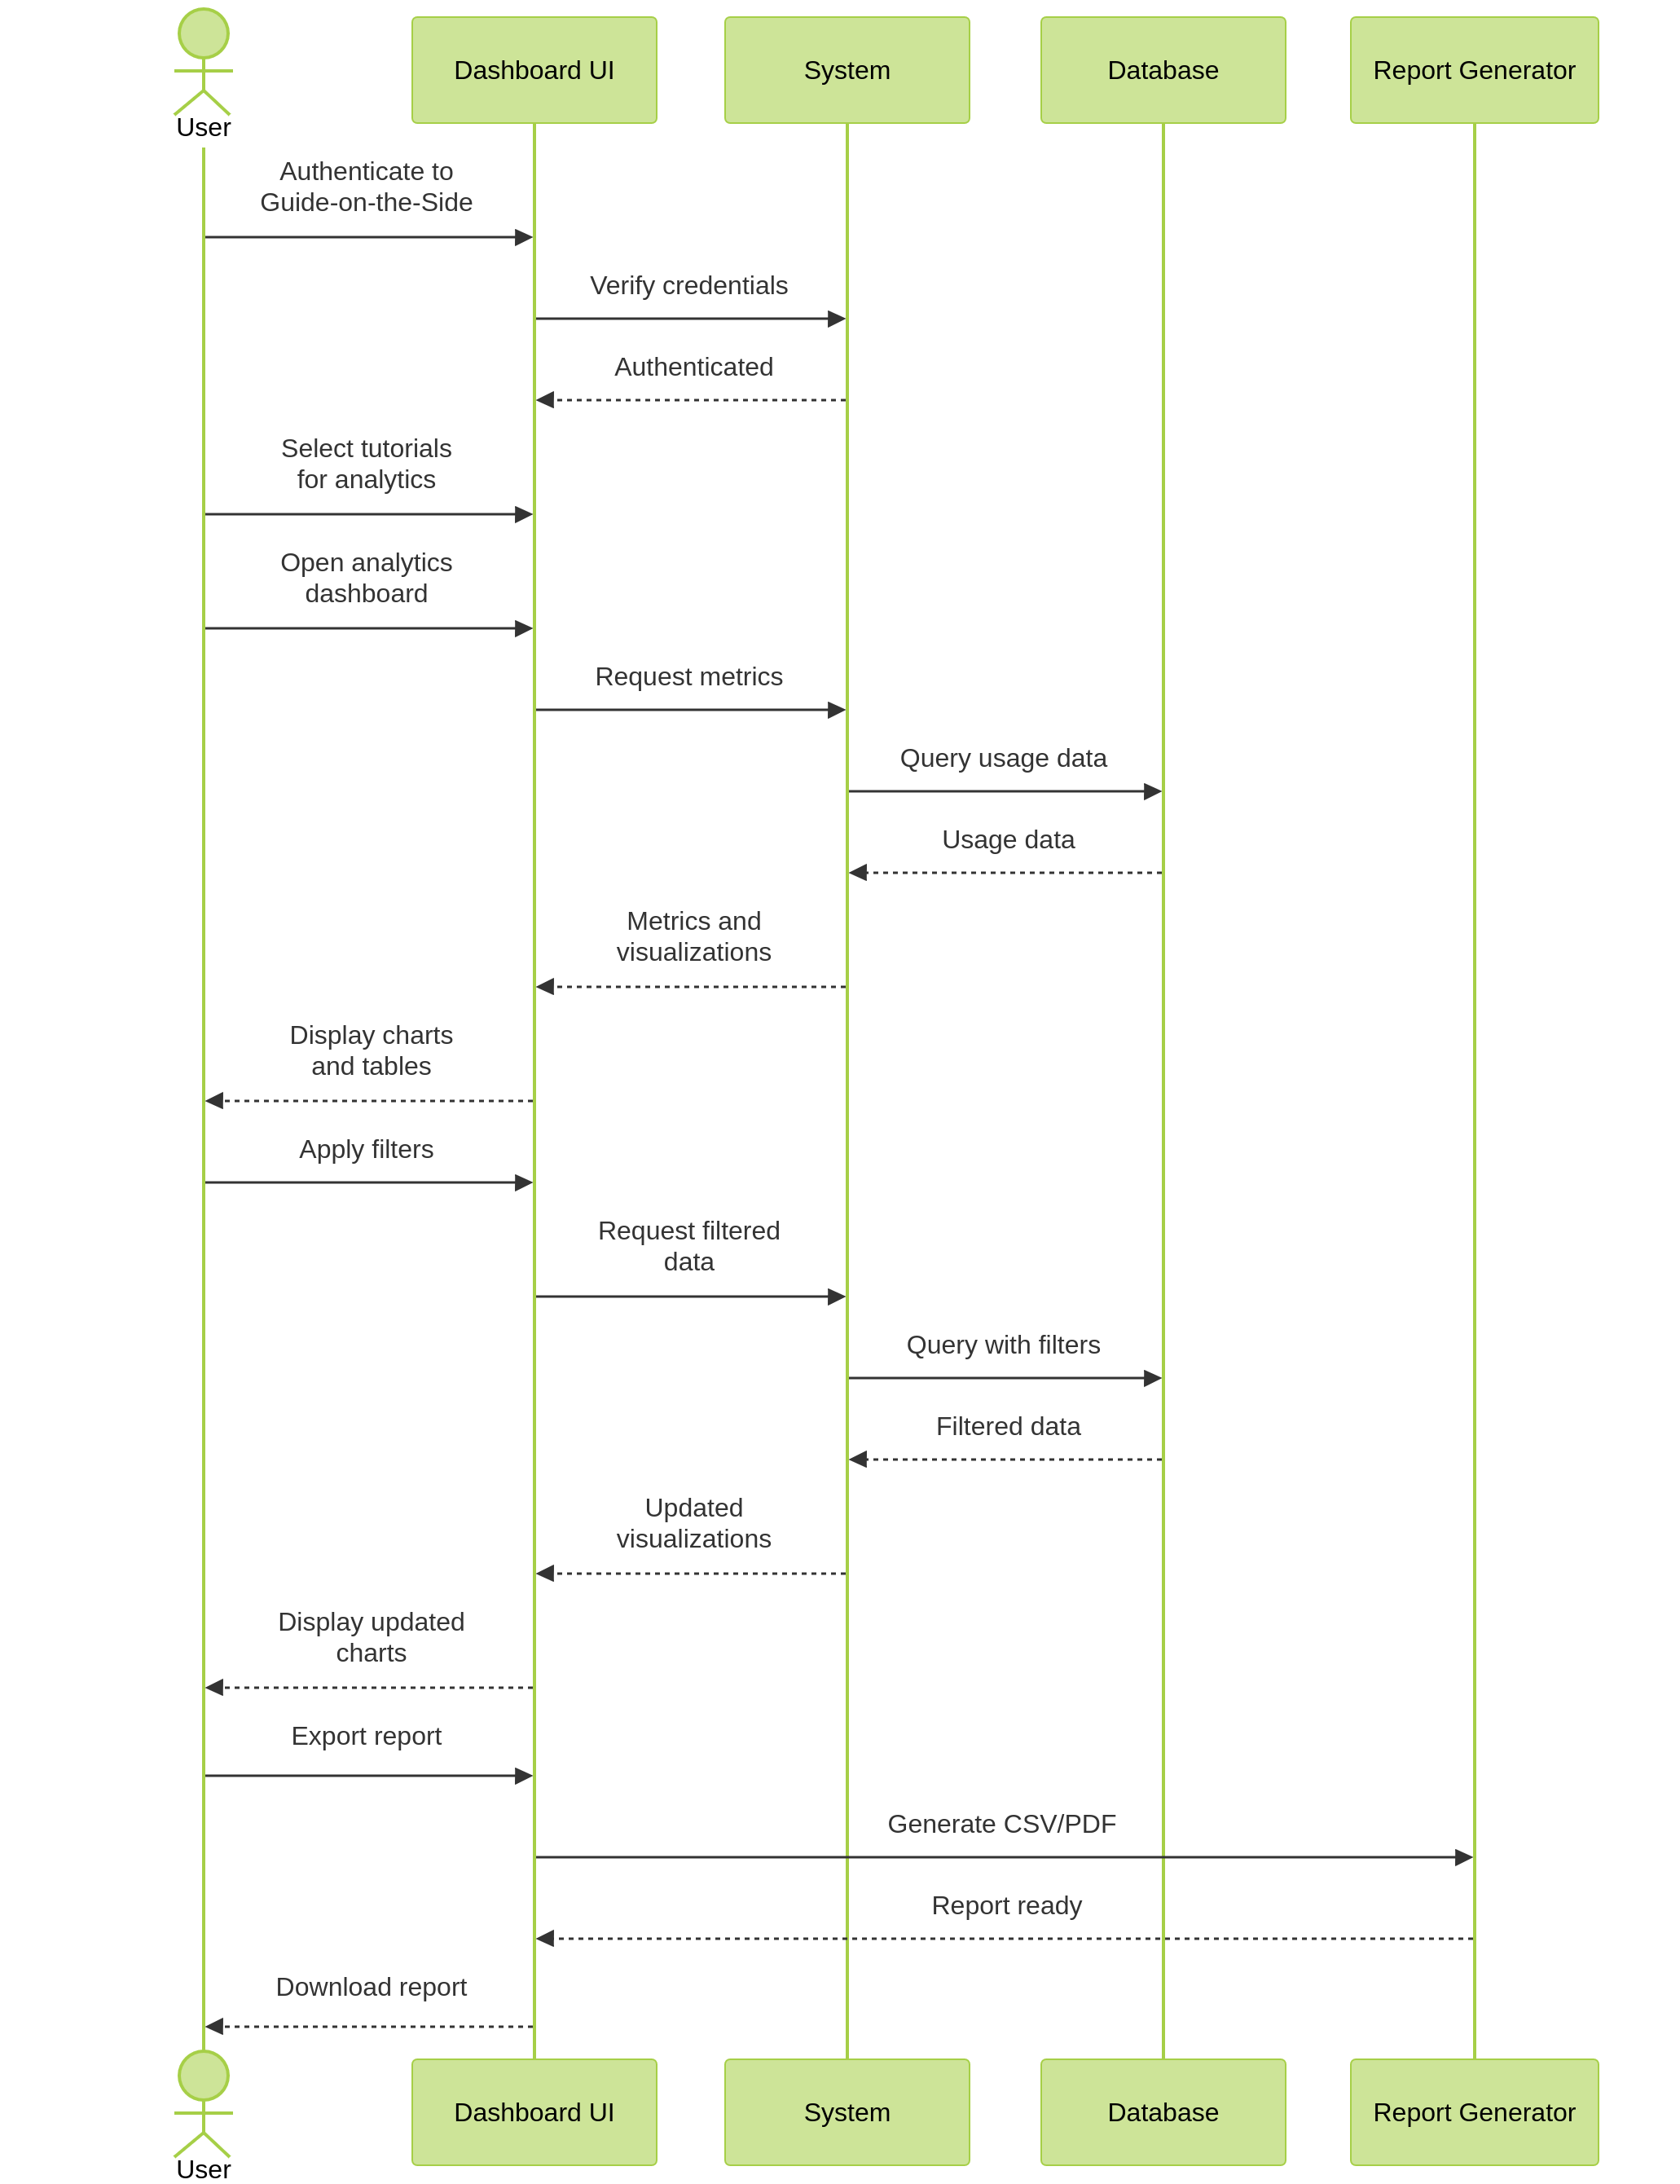 User
Dashboard UI
System
Database
Report Generator
Authenticate to
Guide-on-the-Side
Verify credentials
Authenticated
Select tutorials
for analytics
Open analytics
dashboard
Request metrics
Query usage data
Usage data
Metrics and
visualizations
Display charts
and tables
Apply filters
Request filtered
data
Query with filters
Filtered data
Updated
visualizations
Display updated
charts
Export report
Generate CSV/PDF
Report ready
Download report
User
Dashboard UI
System
Database
Report Generator